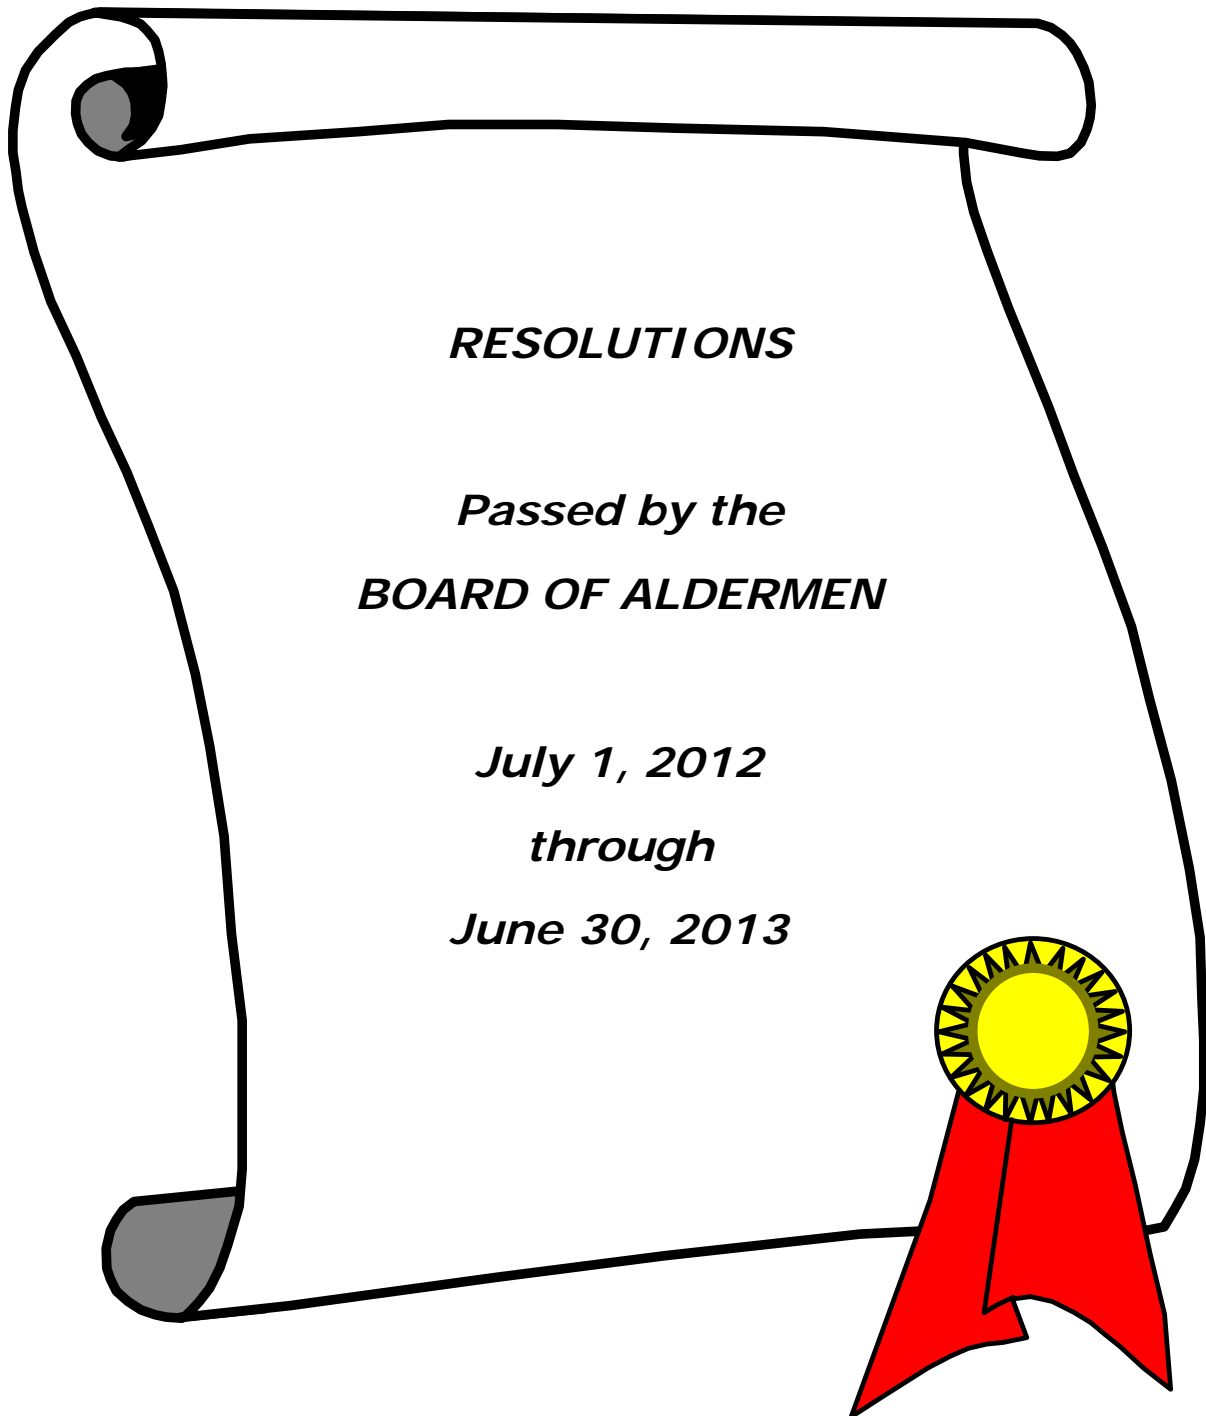 RESOLUTIONS
Passed by the
BOARD OF ALDERMEN
July 1, 2012
through
June 30, 2013